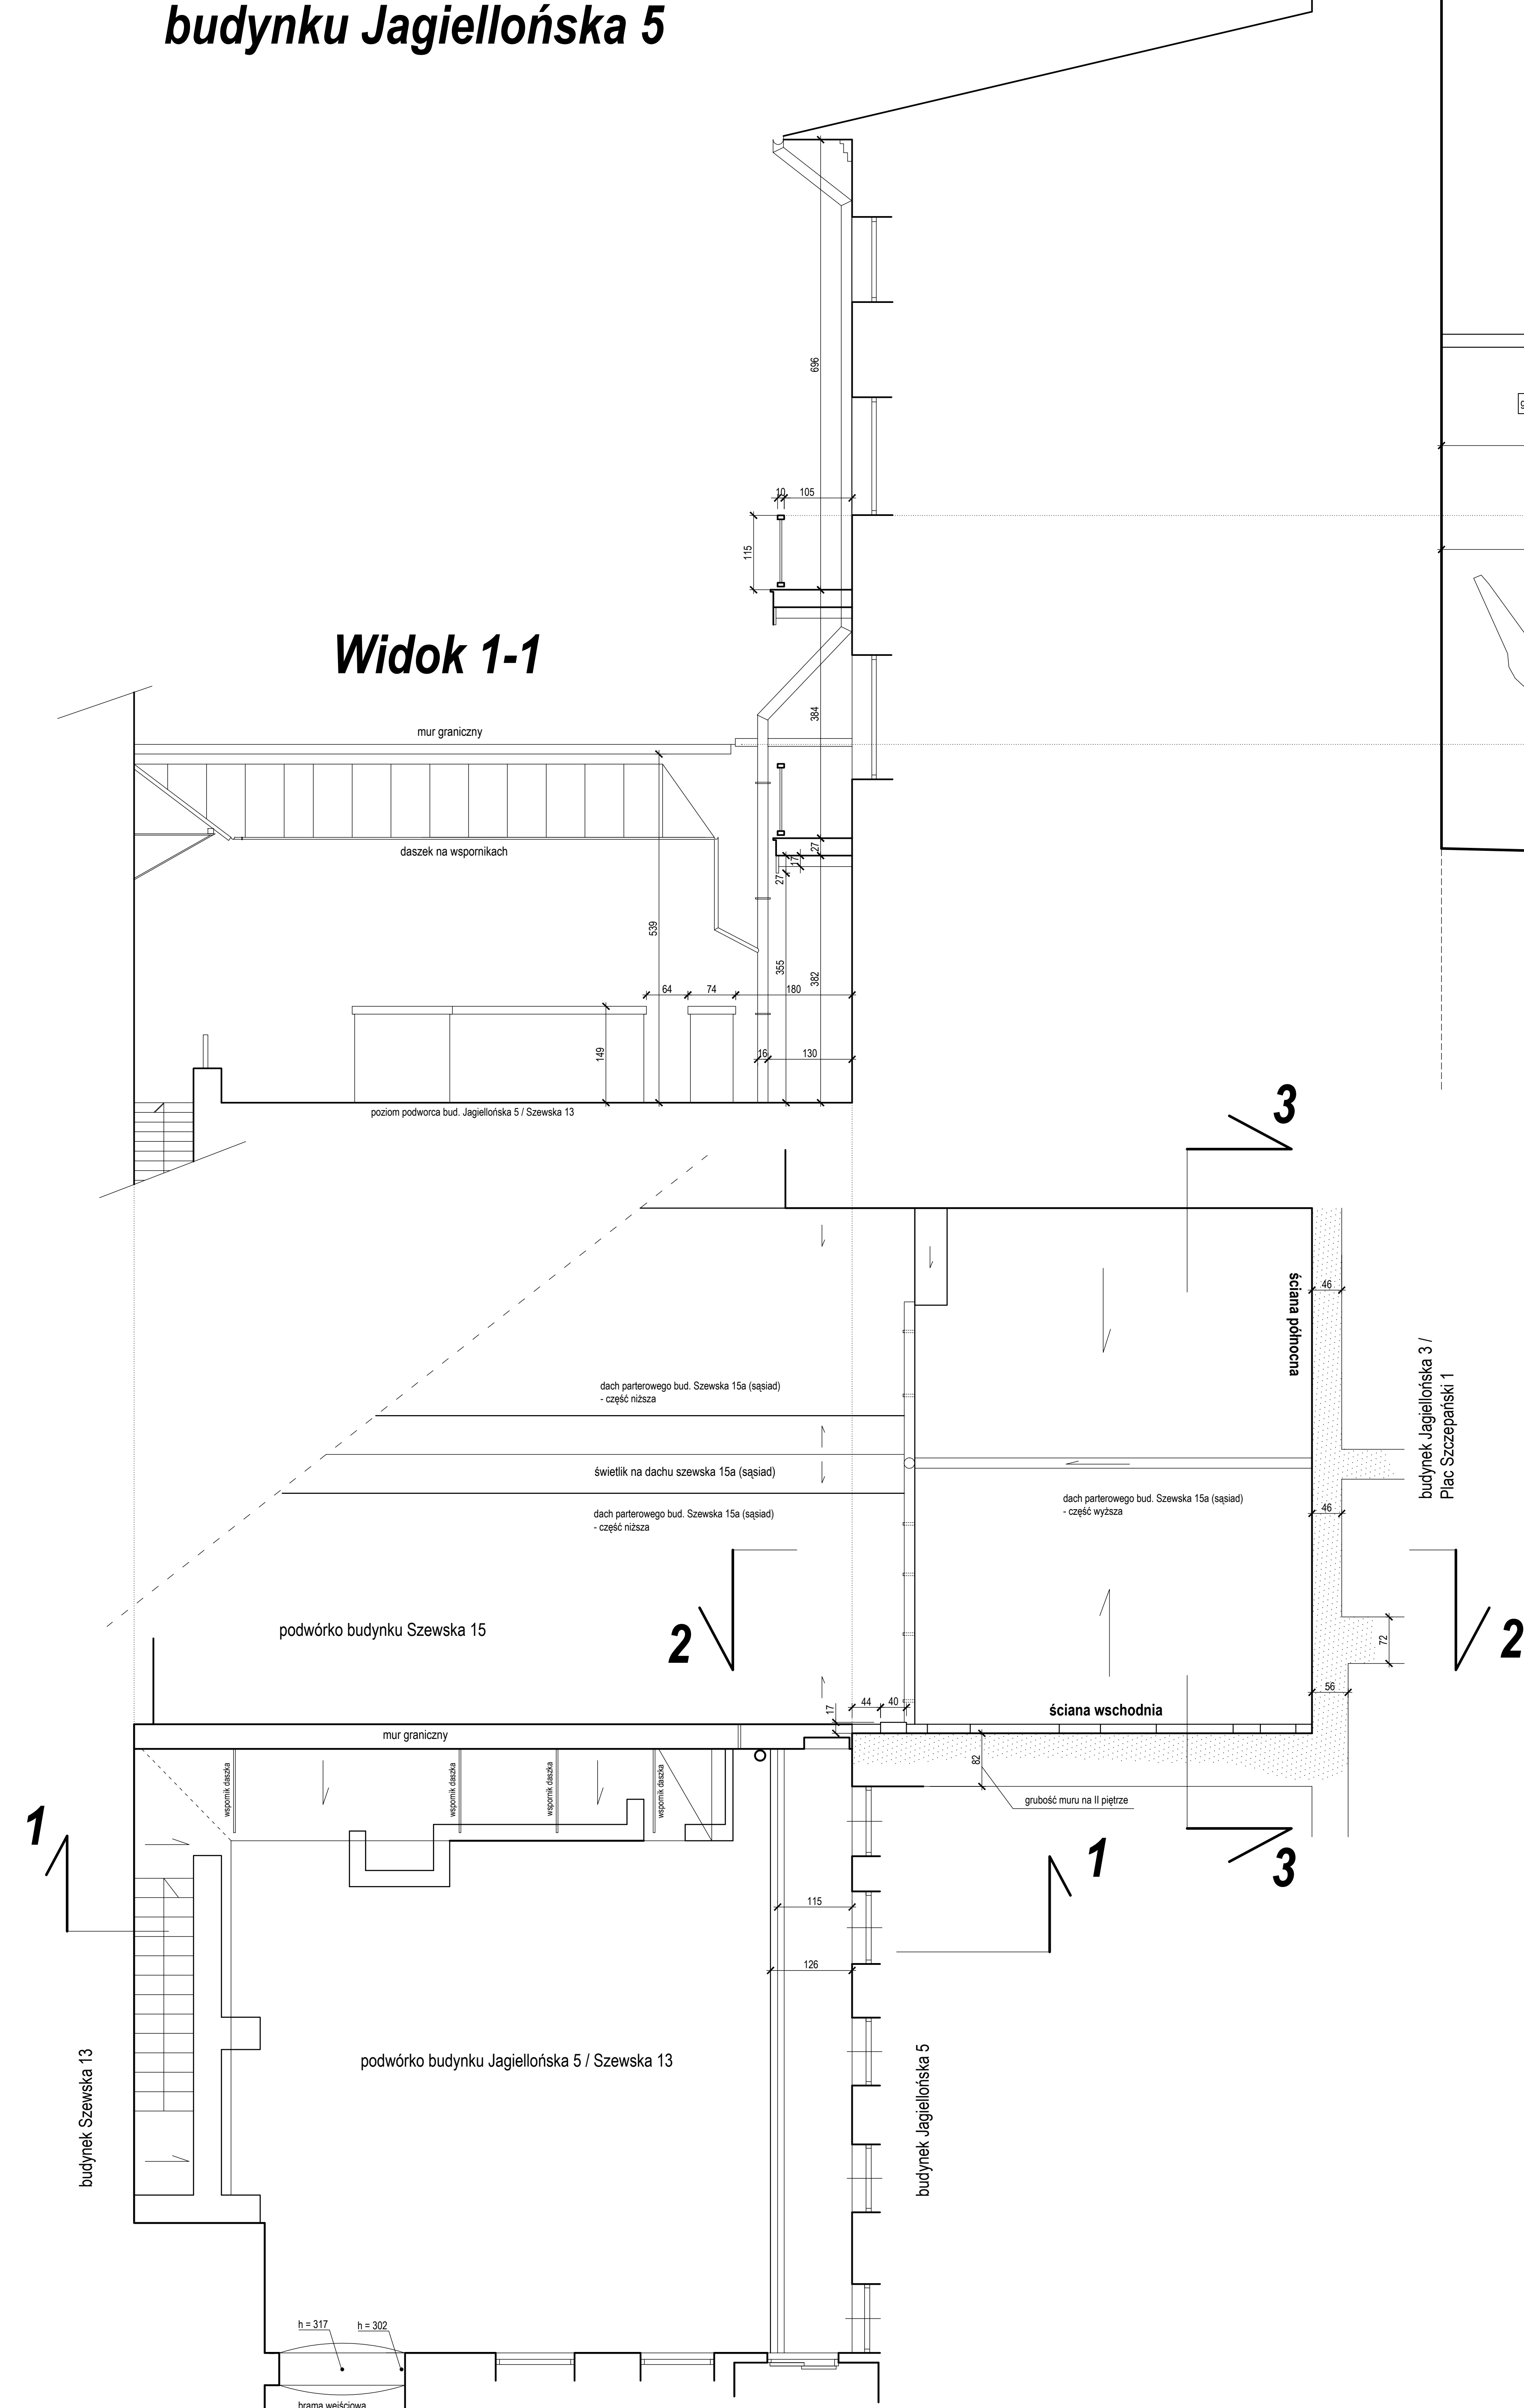 budynku Jagiellońska 5
696
10
105
115
Widok 1-1
384
mur graniczny
daszek na wspornikach
27
17
27
539
355
382
64
74
180
149
16
130
poziom podworca bud. Jagiellońska 5 / Szewska 13
3
ściana północna
46
budynek Jagiellońska 3 /
Plac Szczepański 1
dach parterowego bud. Szewska 15a (sąsiad)
- część niższa
świetlik na dachu szewska 15a (sąsiad)
dach parterowego bud. Szewska 15a (sąsiad)
- część wyższa
46
dach parterowego bud. Szewska 15a (sąsiad)
- część niższa
podwórko budynku Szewska 15
2
2
72
56
17
44
40
ściana wschodnia
mur graniczny
82
wspornik daszka
wspornik daszka
wspornik daszka
wspornik daszka
grubość muru na II piętrze
1
1
3
115
126
podwórko budynku Jagiellońska 5 / Szewska 13
budynek Szewska 13
budynek Jagiellońska 5
h = 317
h = 302
brama wejściowa